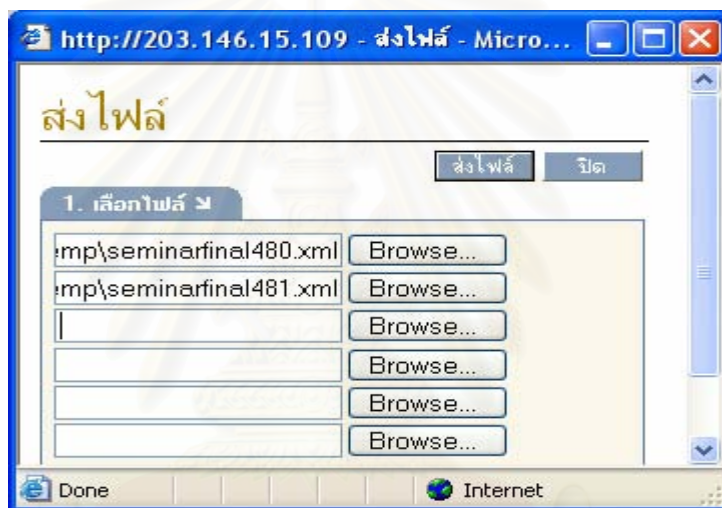 http://203.146.15.109 - ส่งไฟล์ - Micro...
ส่งไฟล์
ส่งไฟล์ ปิด
1. เลือกไฟล์
emp\seminarfinal480.xml Browse...
emp\seminarfinal481.xml Browse...
Browse...
Browse...
Browse...
Browse...
Done Internet